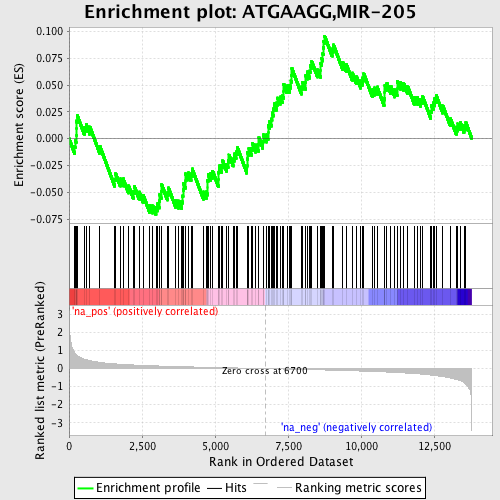 Enrichment plot: ATGAAGG,MIR-205
Enrichment score (ES)
0.100
0.075
0.050
0.025
0.000
-0.025
-0.050
-0.075
'na_pos' (positively correlated)
Ranked list metric (PreRanked)
3
2
1
0
-1
-2
-3
Zero cross at 6700
'na_neg' (negatively correlated)
0
2,500
5,000
7,500
10,000
12,500
Rank in Ordered Dataset
Enrichment profile
Hits
Ranking metric scores